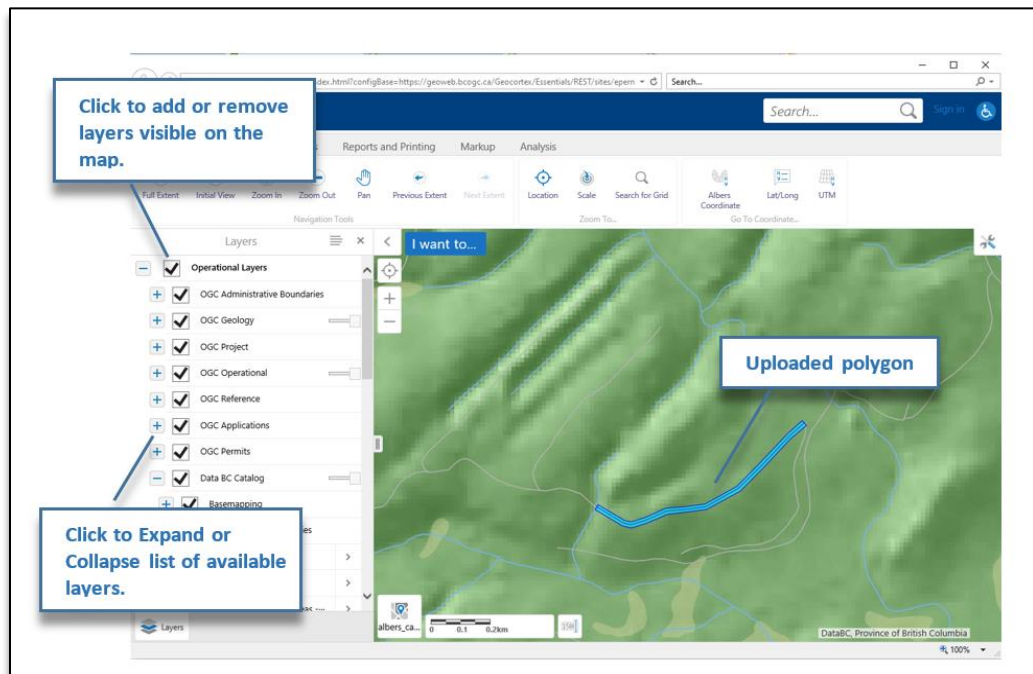 dex.html?configBase=https://geoweb.bcogc.ca/Geocortex/Essentials/REST/sites/epern
Search...
Click to add or remove
layers visible on the
map.
Search...
Sign in
Reports and Printing Markup Analysis
Full Extent Initial View Zoom In Zoom Out Pan Previous Extent Next Extent Location Scale Search for Grid Albers Coordinate Lat/Long UTM
Navigation Tools Zoom To... Go To Coordinate...
Layers
I want to...
Operational Layers
OGC Administrative Boundaries
OGC Geology
OGC Project
OGC Operational
OGC Reference
OGC Applications
OGC Permits
Data BC Catalog
Basemapping
Uploaded polygon
Click to Expand or
Collapse list of available
layers.
Layers
albers_ca...
0 0.1 0.2km
DataBC, Province of British Columbia
100%